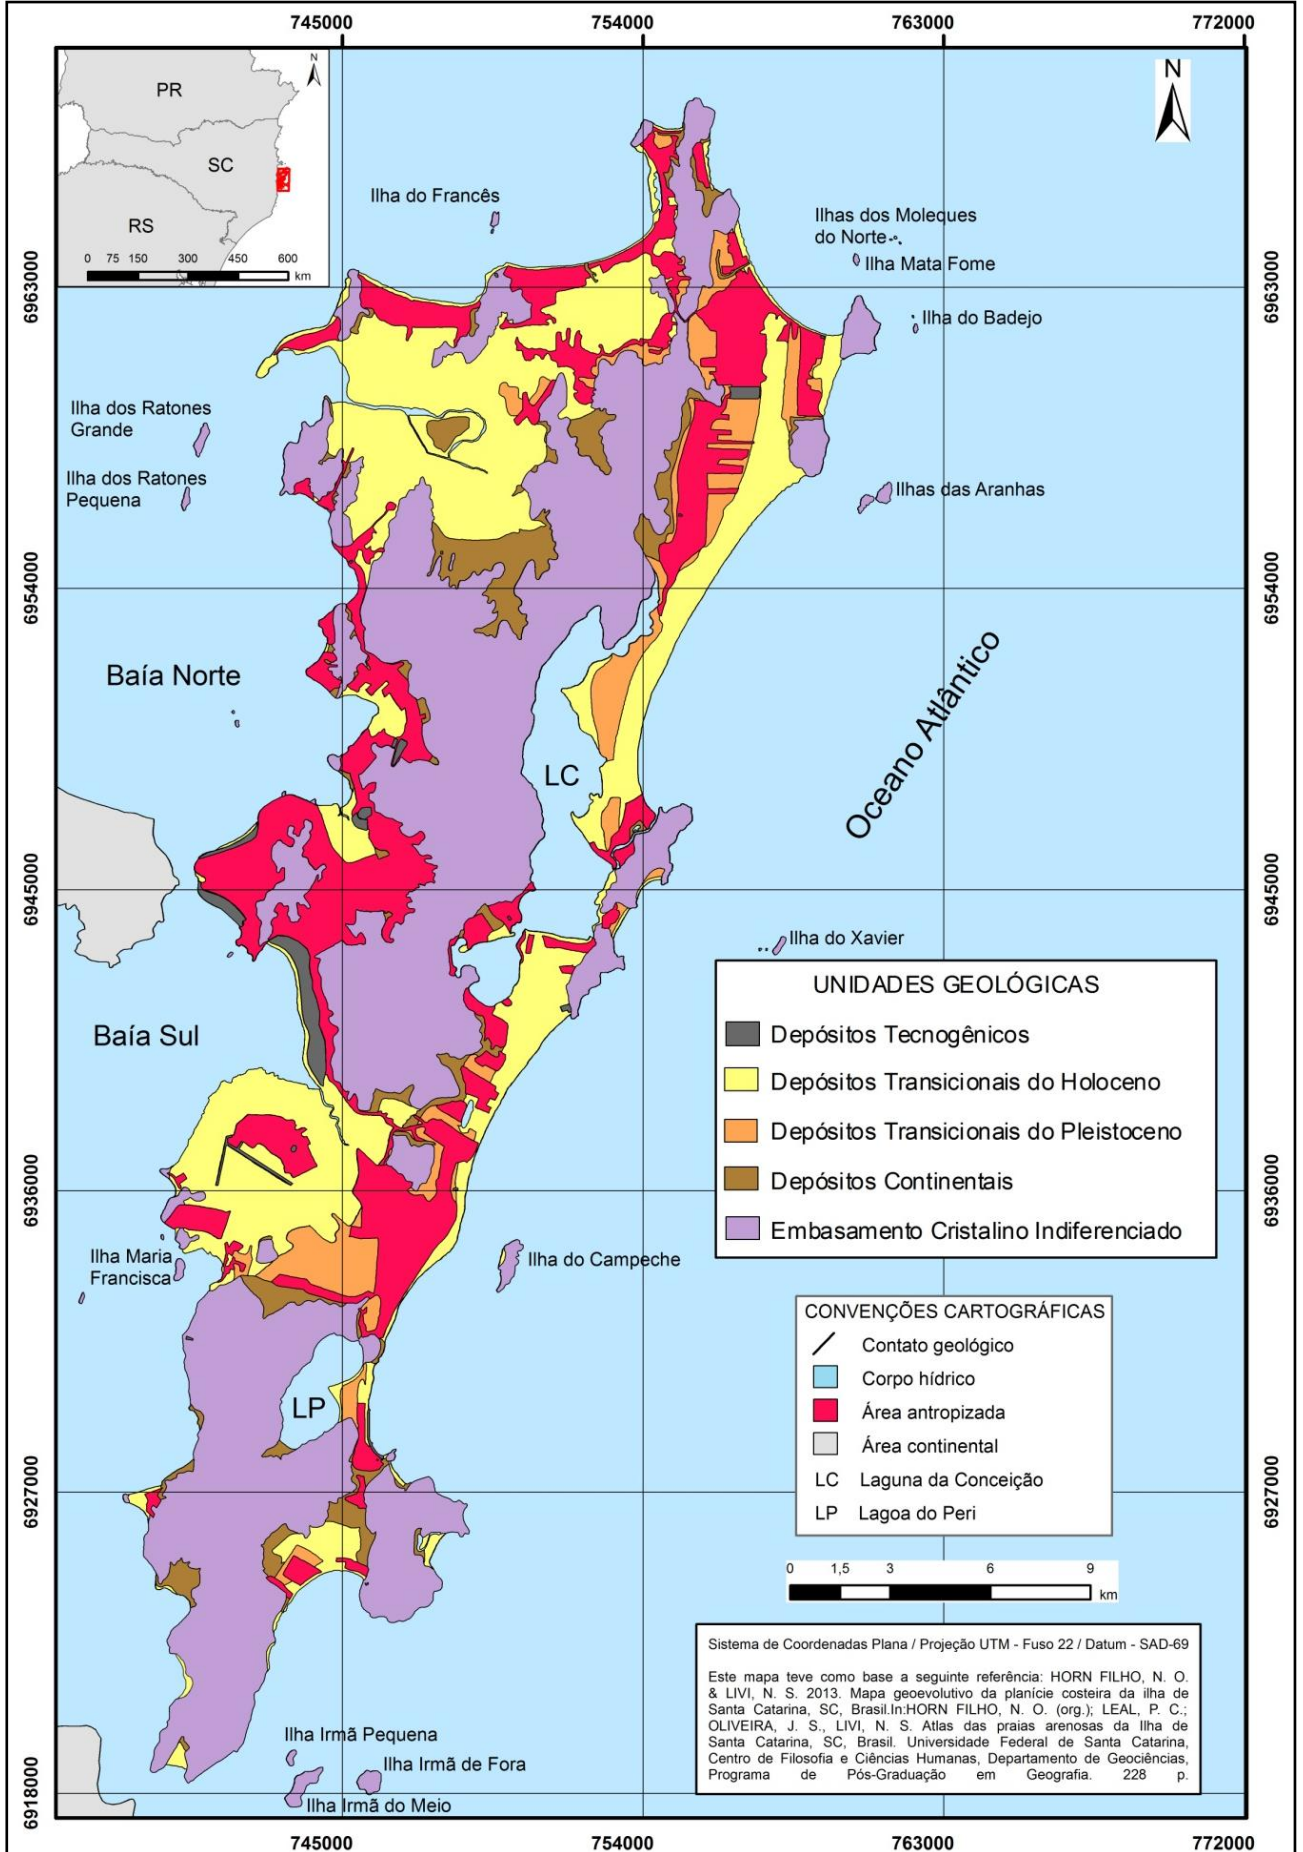 745000
754000
763000
772000
PR
SC
RS
N
0 75 150 300 450 600
km
N
Ilha do Francês
Ilhas dos Moleques
do Norte
Ilha Mata Fome
Ilha do Badejo
6963000
6963000
Ilha dos Ratones
Grande
Ilha dos Ratones
Pequena
Ilhas das Aranhas
6954000
6954000
Baía Norte
Oceano Atlântico
LC
6945000
6945000
Ilha do Xavier
Baía Sul
UNIDADES GEOLÓGICAS
Depósitos Tecnogênicos
Depósitos Transicionais do Holoceno
Depósitos Transicionais do Pleistoceno
Depósitos Continentais
Embasamento Cristalino Indiferenciado
6936000
6936000
Ilha Maria
Francisca
Ilha do Campeche
LP
CONVENÇÕES CARTOGRÁFICAS
Contato geológico
Corpo hídrico
Área antropizada
Área continental
LC Laguna da Conceição
LP Lagoa do Peri
6927000
6927000
0 1,5 3 6 9
km
Sistema de Coordenadas Plana / Projeção UTM - Fuso 22 / Datum - SAD-69
Este mapa teve como base a seguinte referência: HORN FILHO, N. O.
& LIVI, N. S. 2013. Mapa geoevolutivo da planície costeira da ilha de
Santa Catarina, SC, Brasil.In:HORN FILHO, N. O. (org.); LEAL, P. C.;
OLIVEIRA, J. S., LIVI, N. S. Atlas das praias arenosas da Ilha de
Santa Catarina, SC, Brasil. Universidade Federal de Santa Catarina,
Centro de Filosofia e Ciências Humanas, Departamento de Geociências,
Programa de Pós-Graduação em Geografia. 228 p.
Ilha Irmã Pequena
Ilha Irmã de Fora
Ilha Irmã do Meio
6918000
6918000
745000
754000
763000
772000